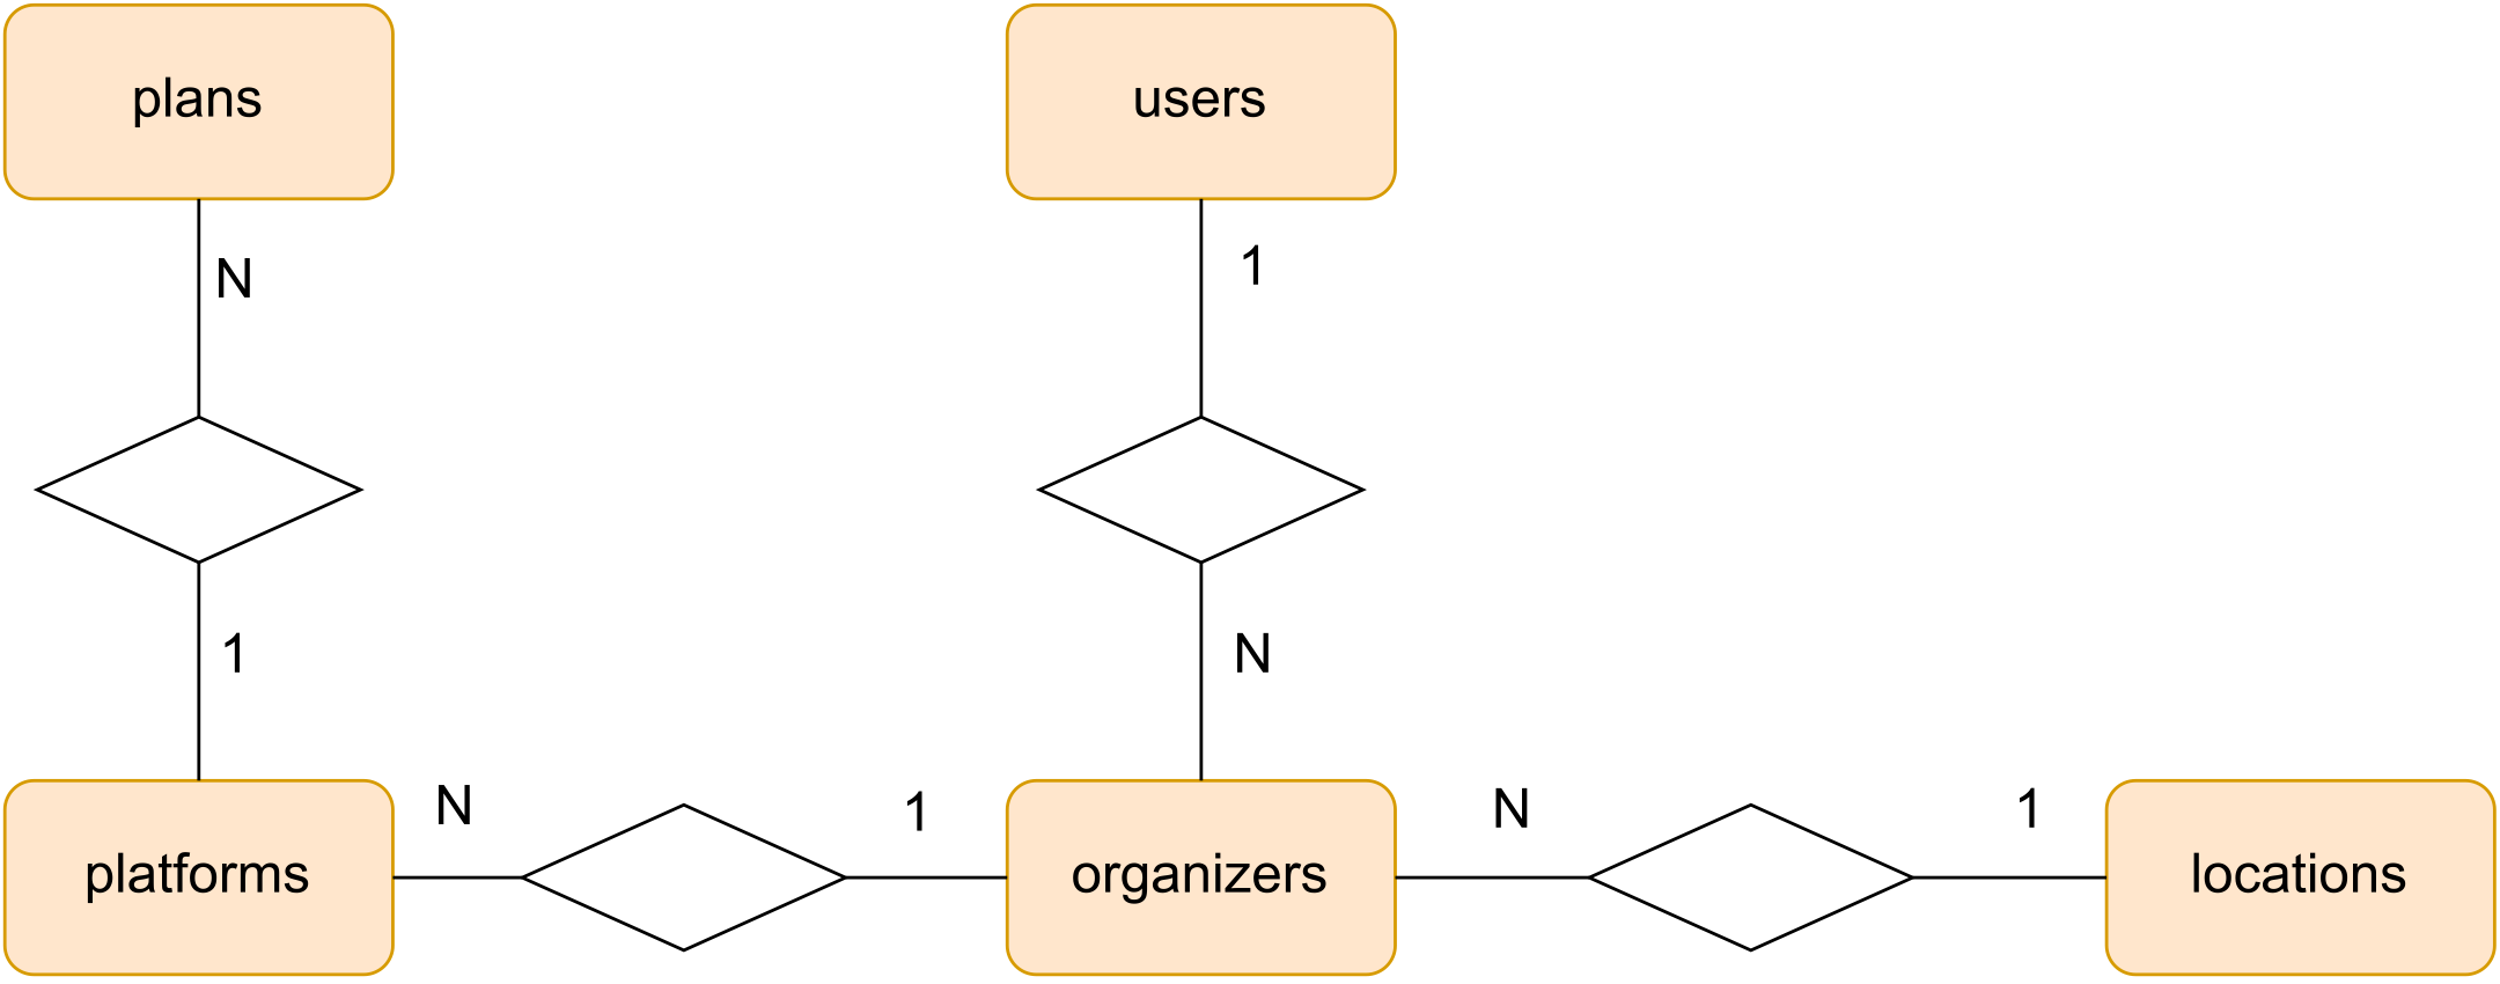 plans
users
N
1
1
N
platforms
N
1
organizers
N
1
locations